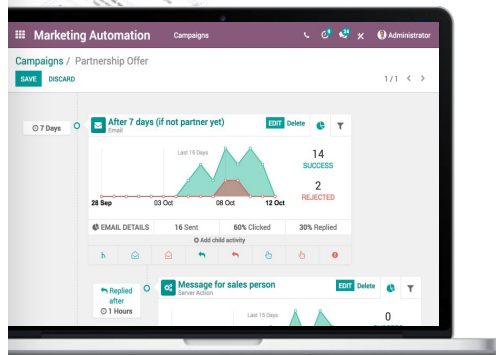 Marketing Automation Campaigns Administrator
Campaigns / Partnership Offer
SAVE DISCARD 1/1
7 Days
After 7 days (if not partner yet) EDIT Delete
Email
Last 15 Days
14
SUCCESS
2
REJECTED
28 Sep 03 Oct 08 Oct 12 Oct
EMAIL DETAILS 16 Sent 60% Clicked 30% Replied
Add child activity
Replied
after
1 Hours
Message for sales person EDIT Delete
Server Action
Last 15 Days
0